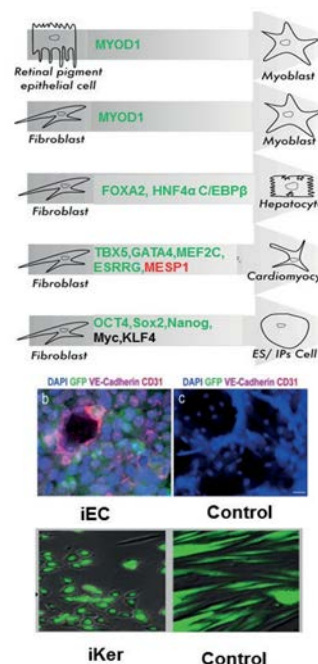 MYOD1
Retinal pigment
epithelial cell
Myoblast
MYOD1
Fibroblast
Myoblast
FOXA2, HNF4α C/EBPβ
Fibroblast
Hepatocyte
TBX5,GATA4,MEF2C,
ESRRG,MESP1
Fibroblast
Cardiomyocy
OCT4,Sox2,Nanog,
Myc,KLF4
Fibroblast
ES/ IPs Cell
DAPI GFP VE-Cadherin CD31
DAPI GFP VE-Cadherin CD31
b
c
iEC
Control
iKer
Control